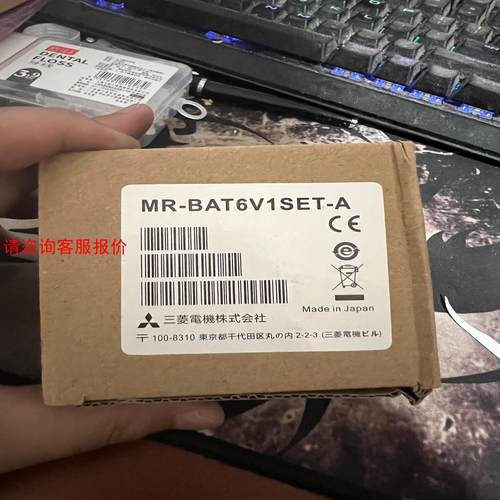 DENTAL
FLOSS
MR-BAT6V1SET-A
CE
请咨询客服报价
Made in Japan
三菱電機株式会社
〒100-8310 東京都千代田区丸の内 2-2-3 (三菱電機ビル)